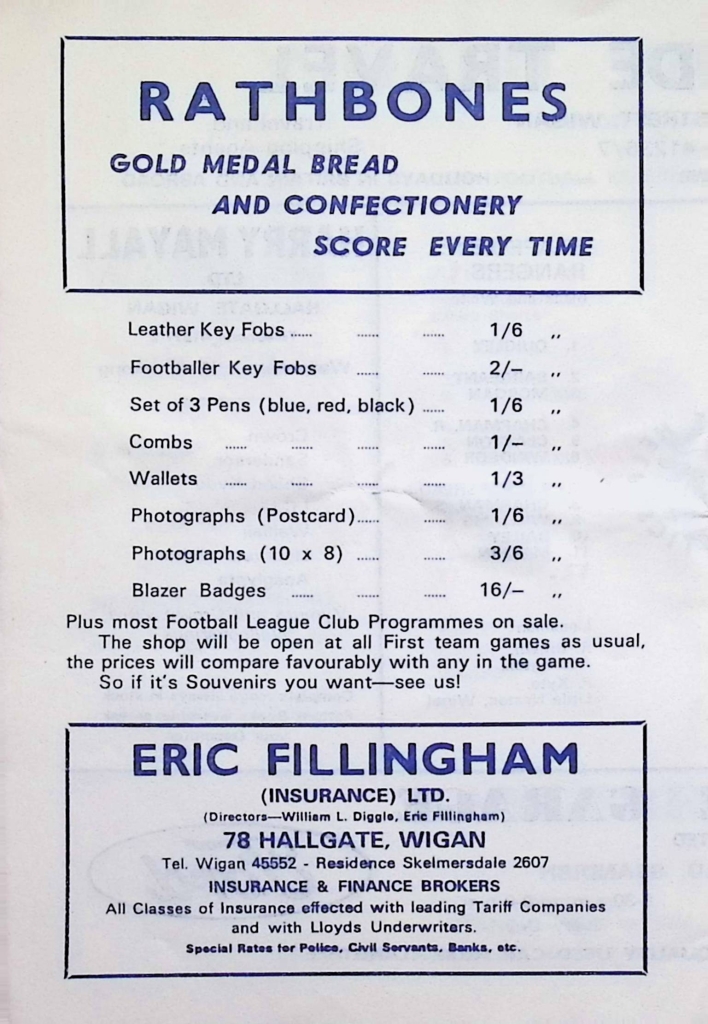 RATHBONES
GOLD MEDAL BREAD
AND CONFECTIONERY
SCORE EVERY TIME
Leather Key Fobs ...... ...... ...... 1/6 ,,
Footballer Key Fobs ...... ...... 2/– ,,
Set of 3 Pens (blue, red, black) ...... 1/6 ,,
Combs ...... ...... ...... ...... 1/– ,,
Wallets ...... ...... ...... ...... 1/3 ,,
Photographs (Postcard)...... ...... 1/6 ,,
Photographs (10 x 8) ...... ...... 3/6 ,,
Blazer Badges ...... ...... ...... 16/– ,,
Plus most Football League Club Programmes on sale.
The shop will be open at all First team games as usual,
the prices will compare favourably with any in the game.
So if it's Souvenirs you want—see us!
ERIC FILLINGHAM
(INSURANCE) LTD.
(Directors—William L. Diggle, Eric Fillingham)
78 HALLGATE, WIGAN
Tel. Wigan 45552 - Residence Skelmersdale 2607
INSURANCE & FINANCE BROKERS
All Classes of Insurance effected with leading Tariff Companies
and with Lloyds Underwriters.
Special Rates for Police, Civil Servants, Banks, etc.